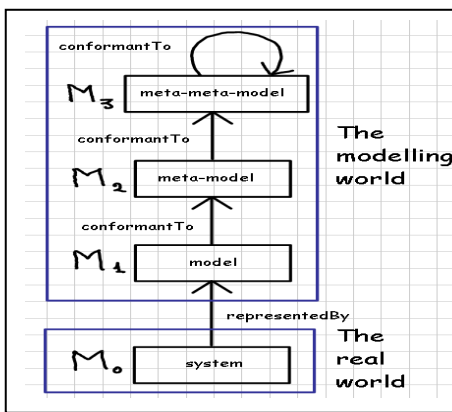 conformantTo
M3
meta-meta-model
conformantTo
The
modelling
world
M2
meta-model
conformantTo
M1
model
representedBy
The
real
world
M0
system